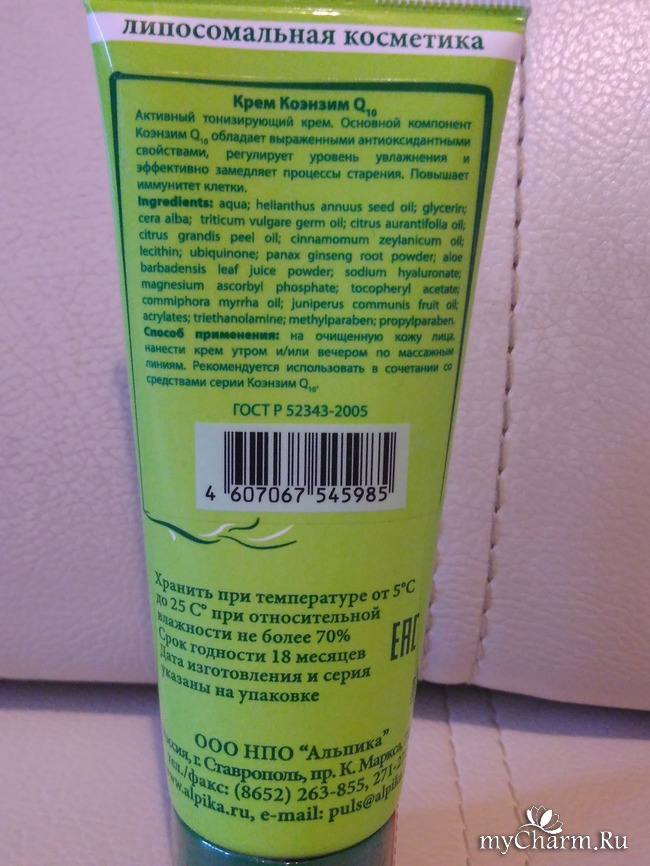 липосомальная косметика
Крем Коэнзим Q10
Активный тонизирующий крем. Основной компонент
Коэнзим Q10 обладает выраженными антиоксидантными
свойствами, регулирует уровень увлажнения и
эффективно замедляет процессы старения. Повышает
иммунитет клетки.
Ingredients: aqua; helianthus annuus seed oil; glycerin;
cera alba; triticum vulgare germ oil; citrus aurantifolia oil;
citrus grandis peel oil; cinnamomum zeylanicum oil;
lecithin; ubiquinone; panax ginseng root powder; aloe
barbadensis leaf juice powder; sodium hyaluronate;
magnesium ascorbyl phosphate; tocopheryl acetate;
commiphora myrrha oil; juniperus communis fruit oil;
acrylates; triethanolamine; methylparaben; propylparaben.
Способ применения: на очищенную кожу лица,
нанести крем утром и/или вечером по массажным
линиям. Рекомендуется использовать в сочетании со
средствами серии Коэнзим Q10.
ГОСТ Р 52343-2005
4 607067 545985
Хранить при температуре от 5°С
до 25 С° при относительной
влажности не более 70%
Срок годности 18 месяцев
Дата изготовления и серия
указаны на упаковке
EAC
ООО НПО "Альпика"
г. Ставрополь, пр. К. Маркса,
тел./факс: (8652) 263-855,
www.alpika.ru, e-mail: puls@alpika
myCharm.Ru